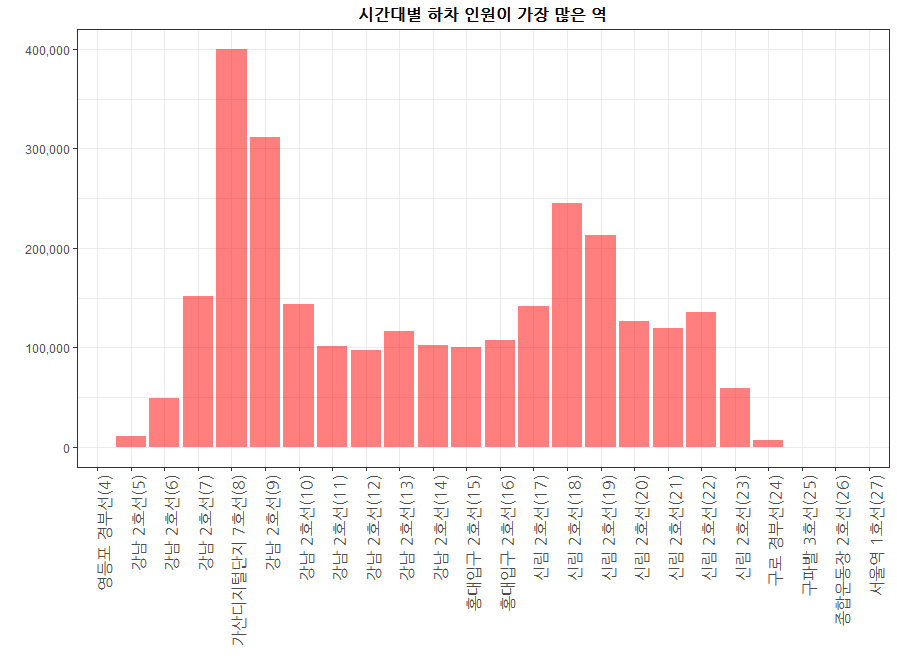 시간대별 하차 인원이 가장 많은 역
400,000
300,000
200,000
100,000
0
영등포 경부선(4)
강남 2호선(5)
강남 2호선(6)
강남 2호선(7)
가산디지털단지 7호선(8)
강남 2호선(9)
강남 2호선(10)
강남 2호선(11)
강남 2호선(12)
강남 2호선(13)
강남 2호선(14)
홍대입구 2호선(15)
홍대입구 2호선(16)
신림 2호선(17)
신림 2호선(18)
신림 2호선(19)
신림 2호선(20)
신림 2호선(21)
신림 2호선(22)
신림 2호선(23)
구로 경부선(24)
구파발 3호선(25)
종합운동장 2호선(26)
서울역 1호선(27)